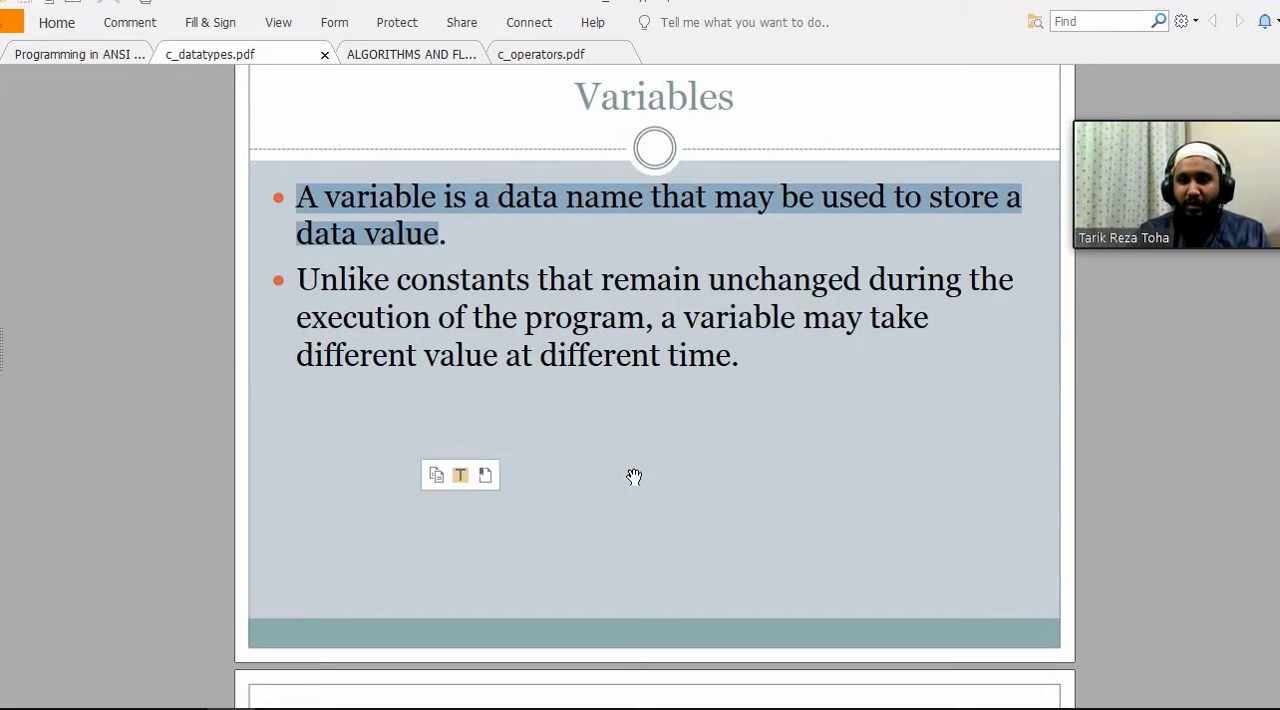 Home Comment Fill & Sign View Form Protect Share Connect Help Tell me what you want to do.. Find
Programming in ANSI ... c_datatypes.pdf ALGORITHMS AND FL... c_operators.pdf
Variables
• A variable is a data name that may be used to store a
data value.
• Unlike constants that remain unchanged during the
execution of the program, a variable may take
different value at different time.
T
Tarik Reza Toha